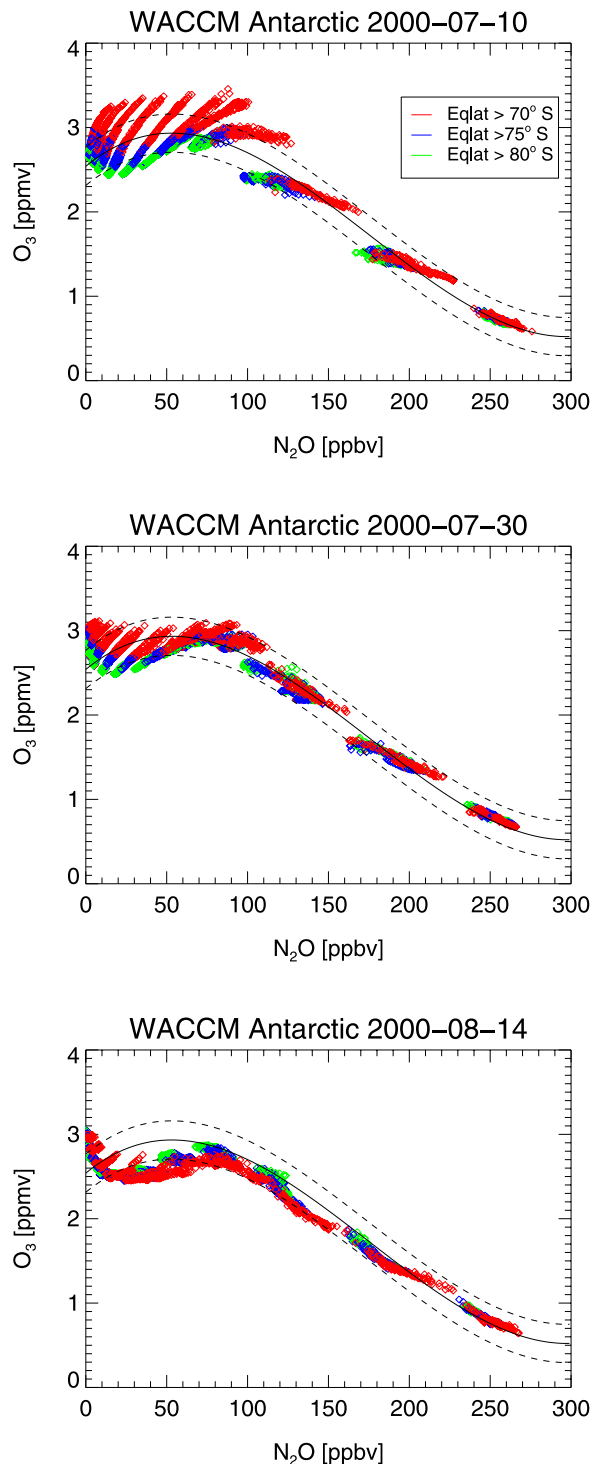 WACCM Antarctic 2000−07−10
4
3
2
1
0
O₃ [ppmv]
Eqlat > 70° S
Eqlat >75° S
Eqlat > 80° S
0 50 100 150 200 250 300
N₂O [ppbv]
WACCM Antarctic 2000−07−30
4
3
2
1
0
O₃ [ppmv]
0 50 100 150 200 250 300
N₂O [ppbv]
WACCM Antarctic 2000−08−14
4
3
2
1
0
O₃ [ppmv]
0 50 100 150 200 250 300
N₂O [ppbv]